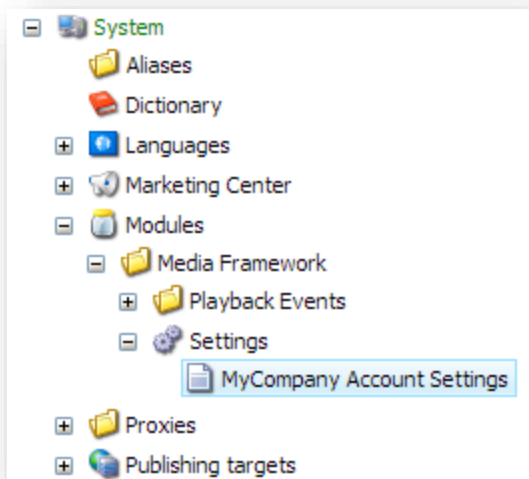 System
Aliases
Dictionary
Languages
Marketing Center
Modules
Media Framework
Playback Events
Settings
MyCompany Account Settings
Proxies
Publishing targets